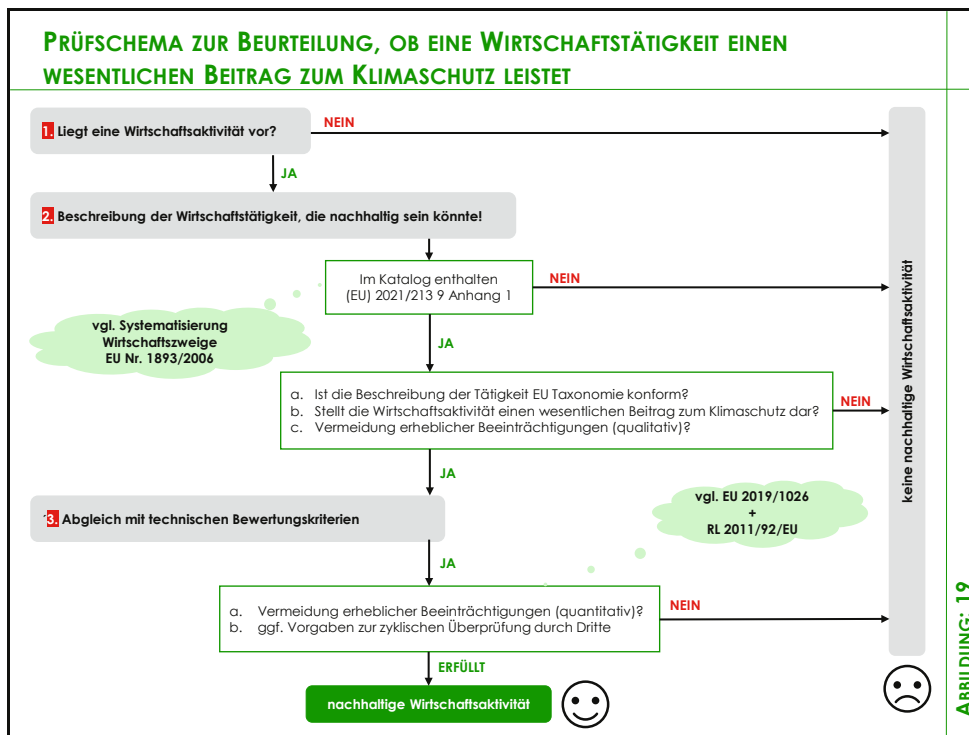 PRÜFSCHEMA ZUR BEURTEILUNG, OB EINE WIRTSCHAFTSTÄTIGKEIT EINEN
WESENTLICHEN BEITRAG ZUM KLIMASCHUTZ LEISTET
1. Liegt eine Wirtschaftsaktivität vor?
NEIN
JA
2. Beschreibung der Wirtschaftstätigkeit, die nachhaltig sein könnte!
Im Katalog enthalten
(EU) 2021/213 9 Anhang 1
NEIN
vgl. Systematisierung
Wirtschaftszweige
EU Nr. 1893/2006
JA
a. Ist die Beschreibung der Tätigkeit EU Taxonomie konform?
b. Stellt die Wirtschaftsaktivität einen wesentlichen Beitrag zum Klimaschutz dar?
c. Vermeidung erheblicher Beeinträchtigungen (qualitativ)?
NEIN
JA
vgl. EU 2019/1026
+
RL 2011/92/EU
3. Abgleich mit technischen Bewertungskriterien
JA
a. Vermeidung erheblicher Beeinträchtigungen (quantitativ)?
b. ggf. Vorgaben zur zyklischen Überprüfung durch Dritte
NEIN
ERFÜLLT
nachhaltige Wirtschaftsaktivität
keine nachhaltige Wirtschaftsaktivität
ABBILDUNG: 19